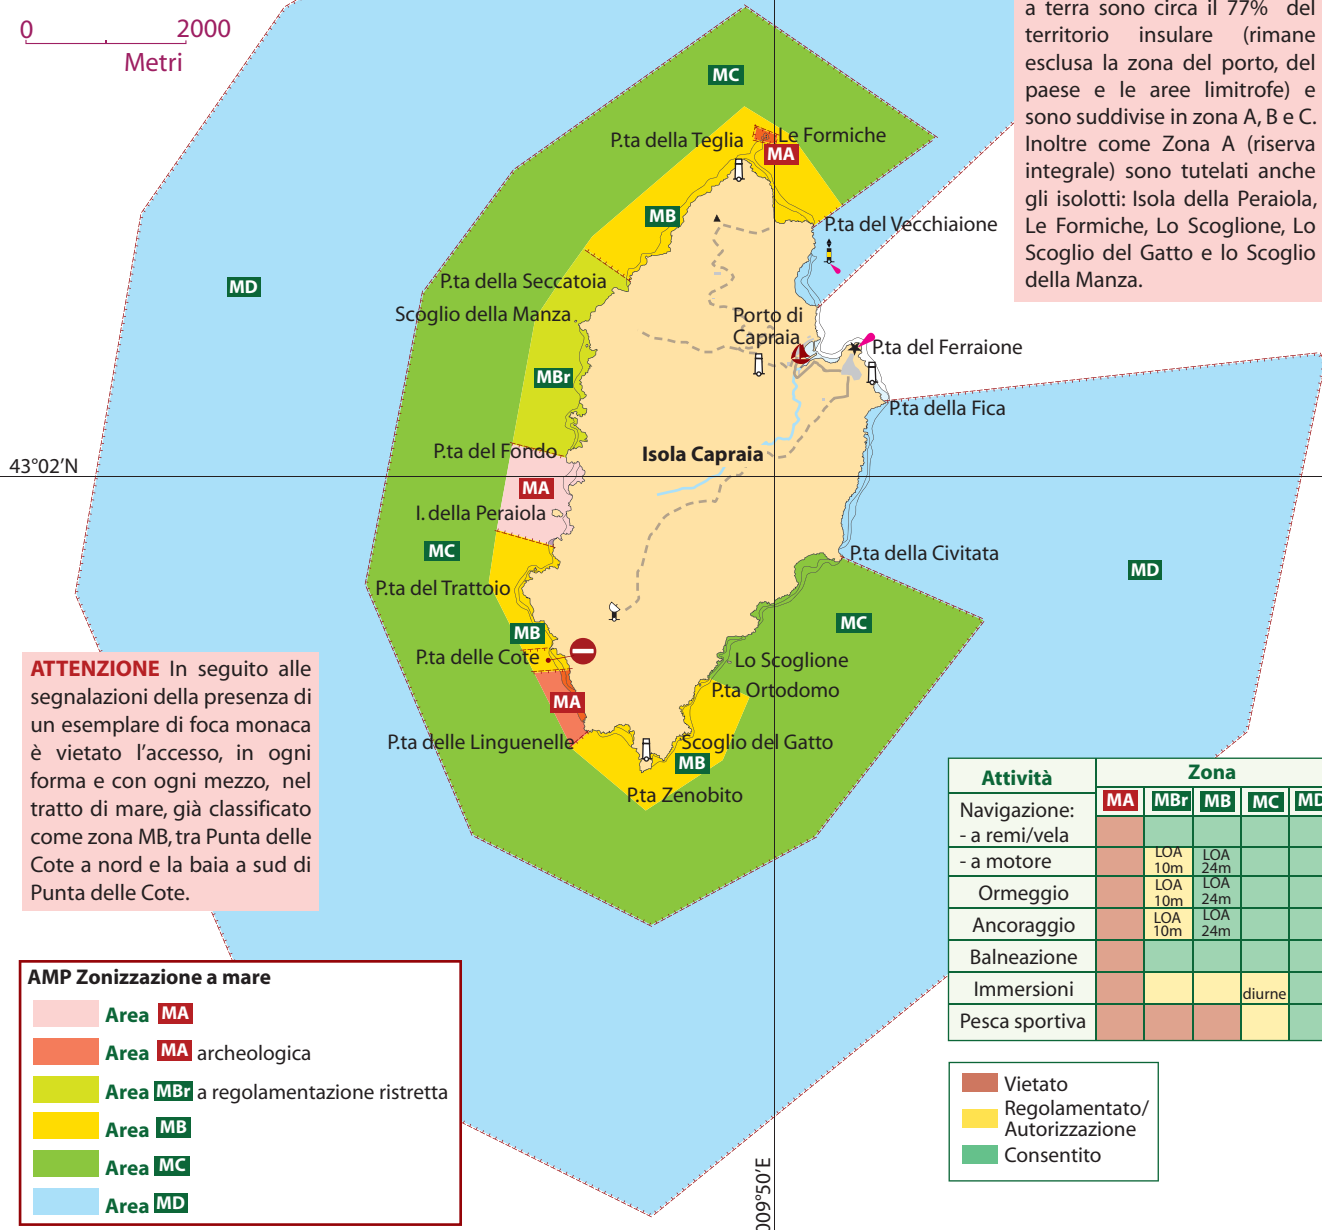 0 2000
Metri
a terra sono circa il 77% del
territorio insulare (rimane
esclusa la zona del porto, del
paese e le aree limitrofe) e
sono suddivise in zona A, B e C.
Inoltre come Zona A (riserva
integrale) sono tutelati anche
gli isolotti: Isola della Peraiola,
Le Formiche, Lo Scoglione, Lo
Scoglio del Gatto e lo Scoglio
della Manza.
MC
P.ta della Teglia
Le Formiche
MA
MB
P.ta del Vecchiaione
MD
P.ta della Seccatoia
Scoglio della Manza
Porto di
Capraia
P.ta del Ferraione
MBr
P.ta della Fica
P.ta del Fondo
Isola Capraia
43°02'N
MA
I. della Peraiola
MC
P.ta della Civitata
MD
P.ta del Trattoio
MC
MB
P.ta delle Cote
Lo Scoglione
P.ta Ortodomo
MA
P.ta delle Linguenelle
Scoglio del Gatto
MB
P.ta Zenobito
ATTENZIONE In seguito alle
segnalazioni della presenza di
un esemplare di foca monaca
è vietato l'accesso, in ogni
forma e con ogni mezzo, nel
tratto di mare, già classificato
come zona MB, tra Punta delle
Cote a nord e la baia a sud di
Punta delle Cote.
Attività Zona
MA MBr MB MC MD
Navigazione:
- a remi/vela
- a motore LOA 10m LOA 24m
Ormeggio LOA 10m LOA 24m
Ancoraggio LOA 10m LOA 24m
Balneazione
Immersioni diurne
Pesca sportiva
Vietato
Regolamentato/
Autorizzazione
Consentito
AMP Zonizzazione a mare
Area MA
Area MA archeologica
Area MBr a regolamentazione ristretta
Area MB
Area MC
Area MD
009°50'E